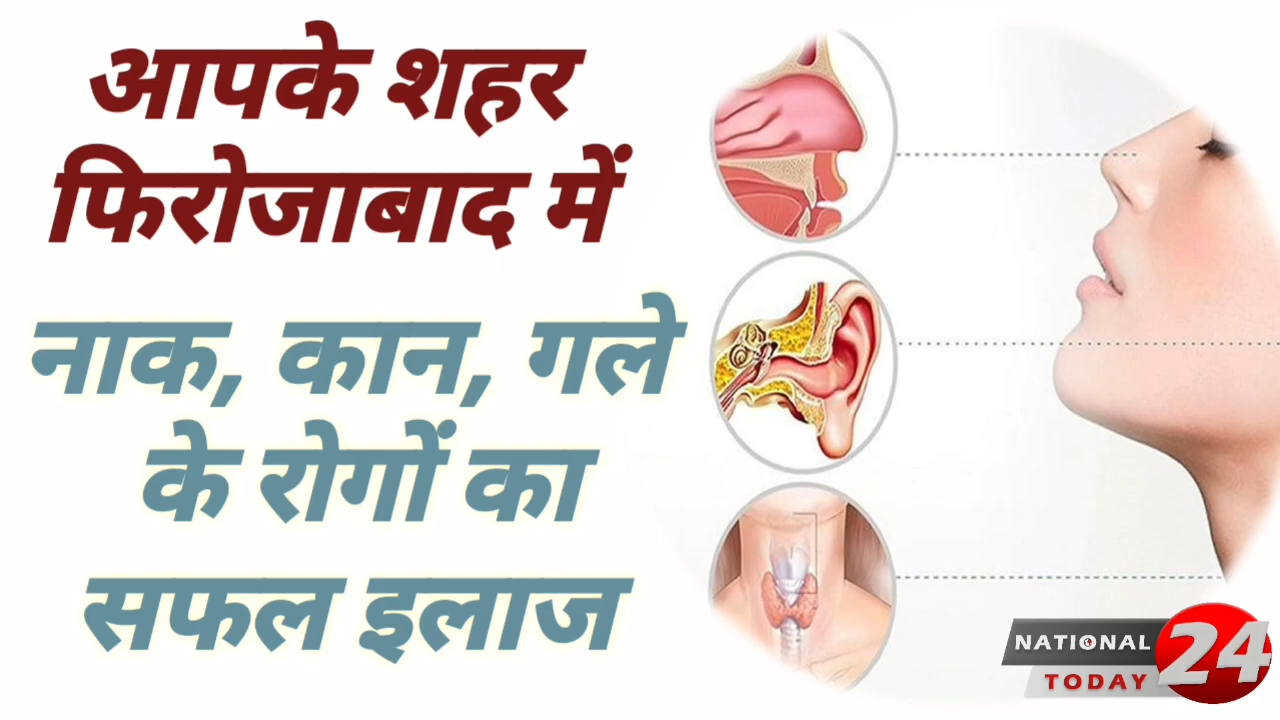 आपके शहर
फिरोजाबाद में
नाक, कान, गले
के रोगों का
सफल इलाज
NATIONAL
TODAY
24